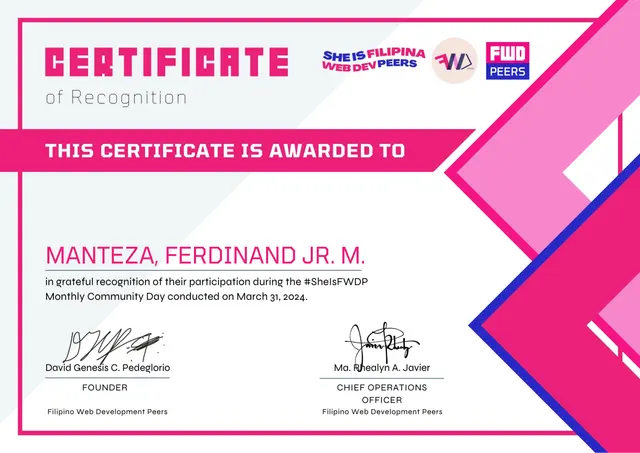 CERTIFICATE
of Recognition
SHE IS FILIPINA
WEB DEV PEERS
FWD
FWD
PEERS
THIS CERTIFICATE IS AWARDED TO
MANTEZA, FERDINAND JR. M.
in grateful recognition of their participation during the #SheIsFWDP
Monthly Community Day conducted on March 31, 2024.
David Genesis C. Pedeglorio
FOUNDER
Filipino Web Development Peers
Ma. Rhealyn A. Javier
CHIEF OPERATIONS
OFFICER
Filipino Web Development Peers